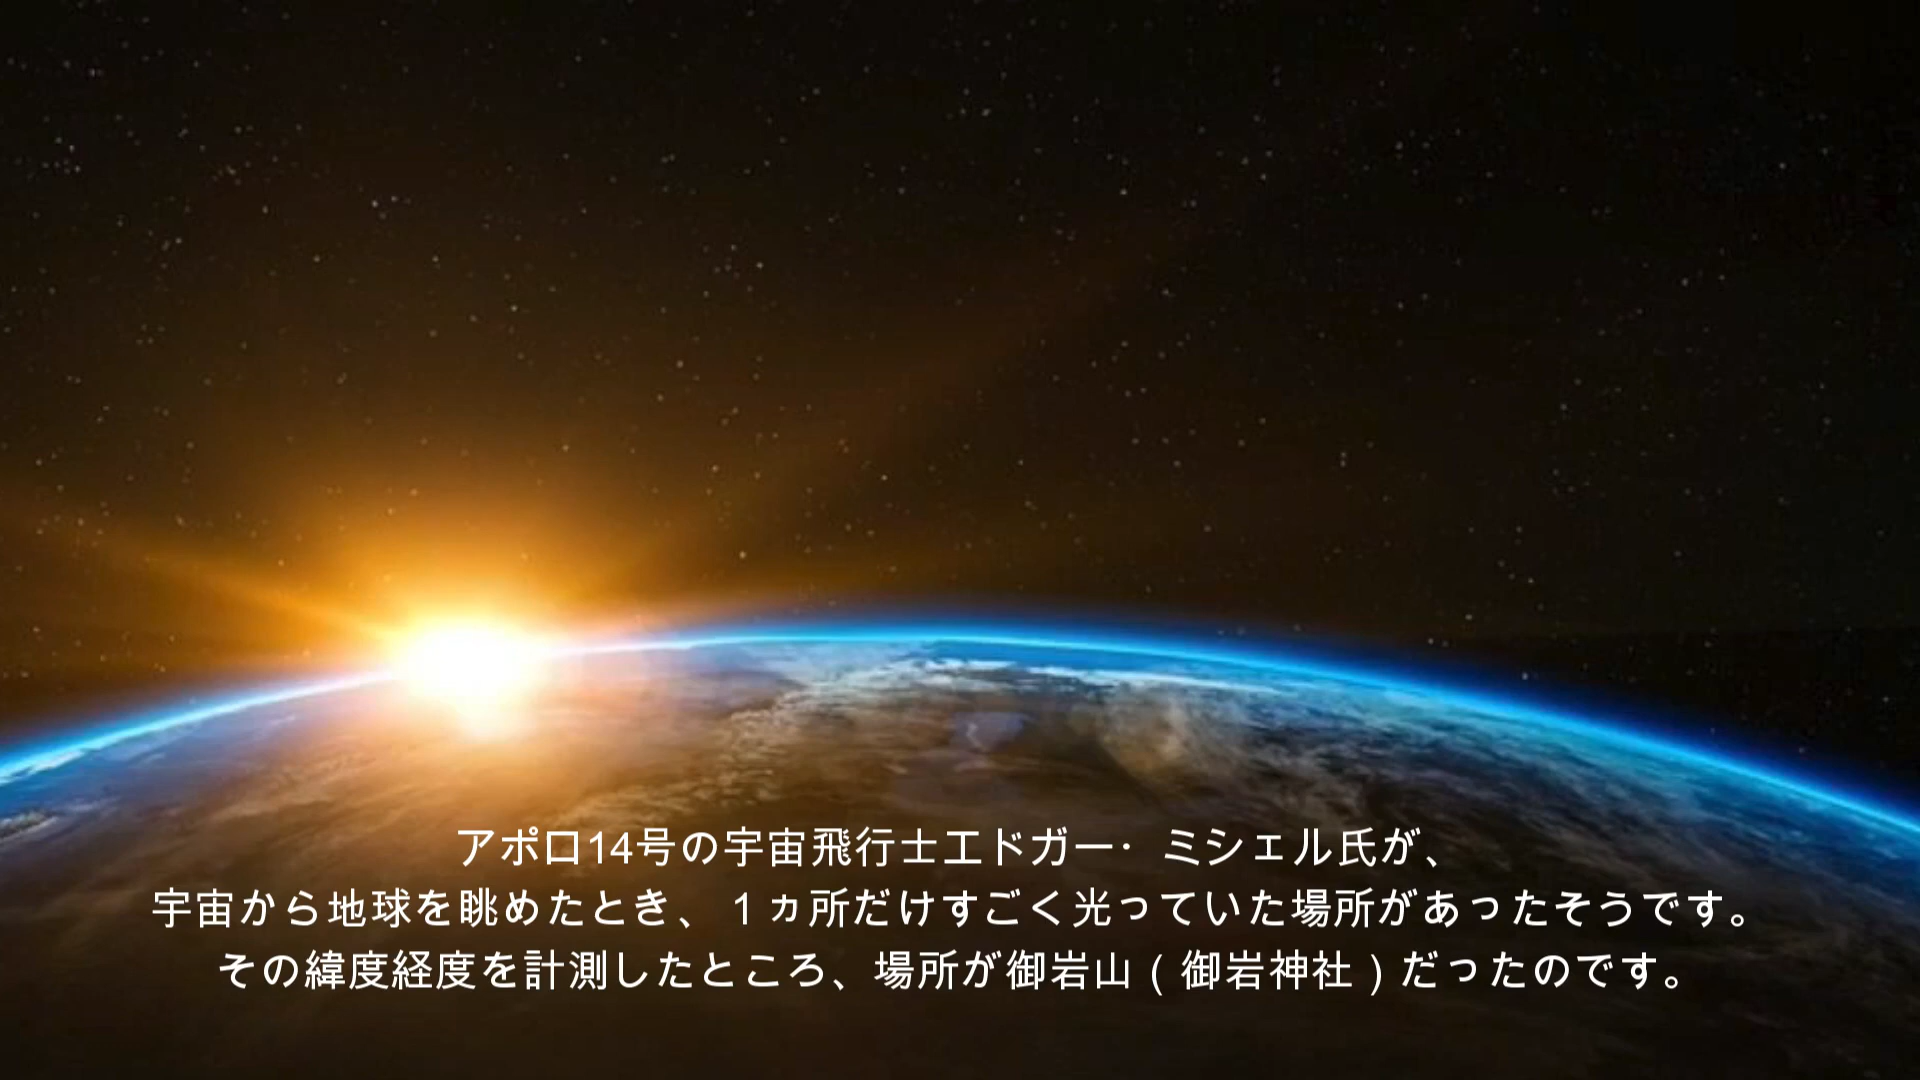 アポロ14号の宇宙飛行士エドガー・ミシェル氏が、
宇宙から地球を眺めたとき、１ヵ所だけすごく光っていた場所があったそうです。
その緯度経度を計測したところ、場所が御岩山（御岩神社）だったのです。